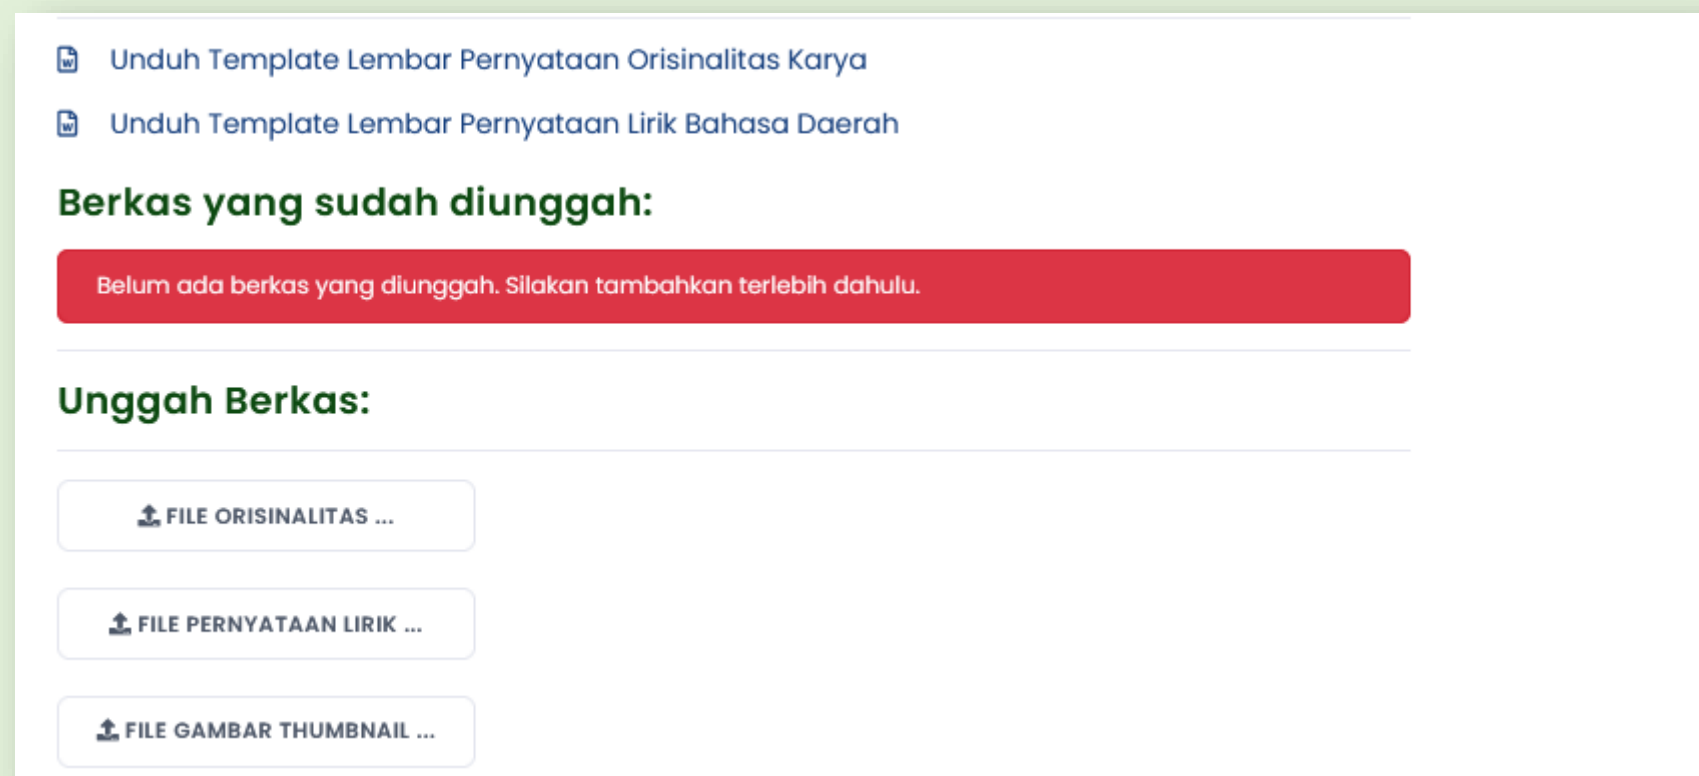 Unduh Template Lembar Pernyataan Orisinalitas Karya
Unduh Template Lembar Pernyataan Lirik Bahasa Daerah
Berkas yang sudah diunggah:
Belum ada berkas yang diunggah. Silakan tambahkan terlebih dahulu.
Unggah Berkas:
FILE ORISINALITAS ...
FILE PERNYATAAN LIRIK ...
FILE GAMBAR THUMBNAIL ...